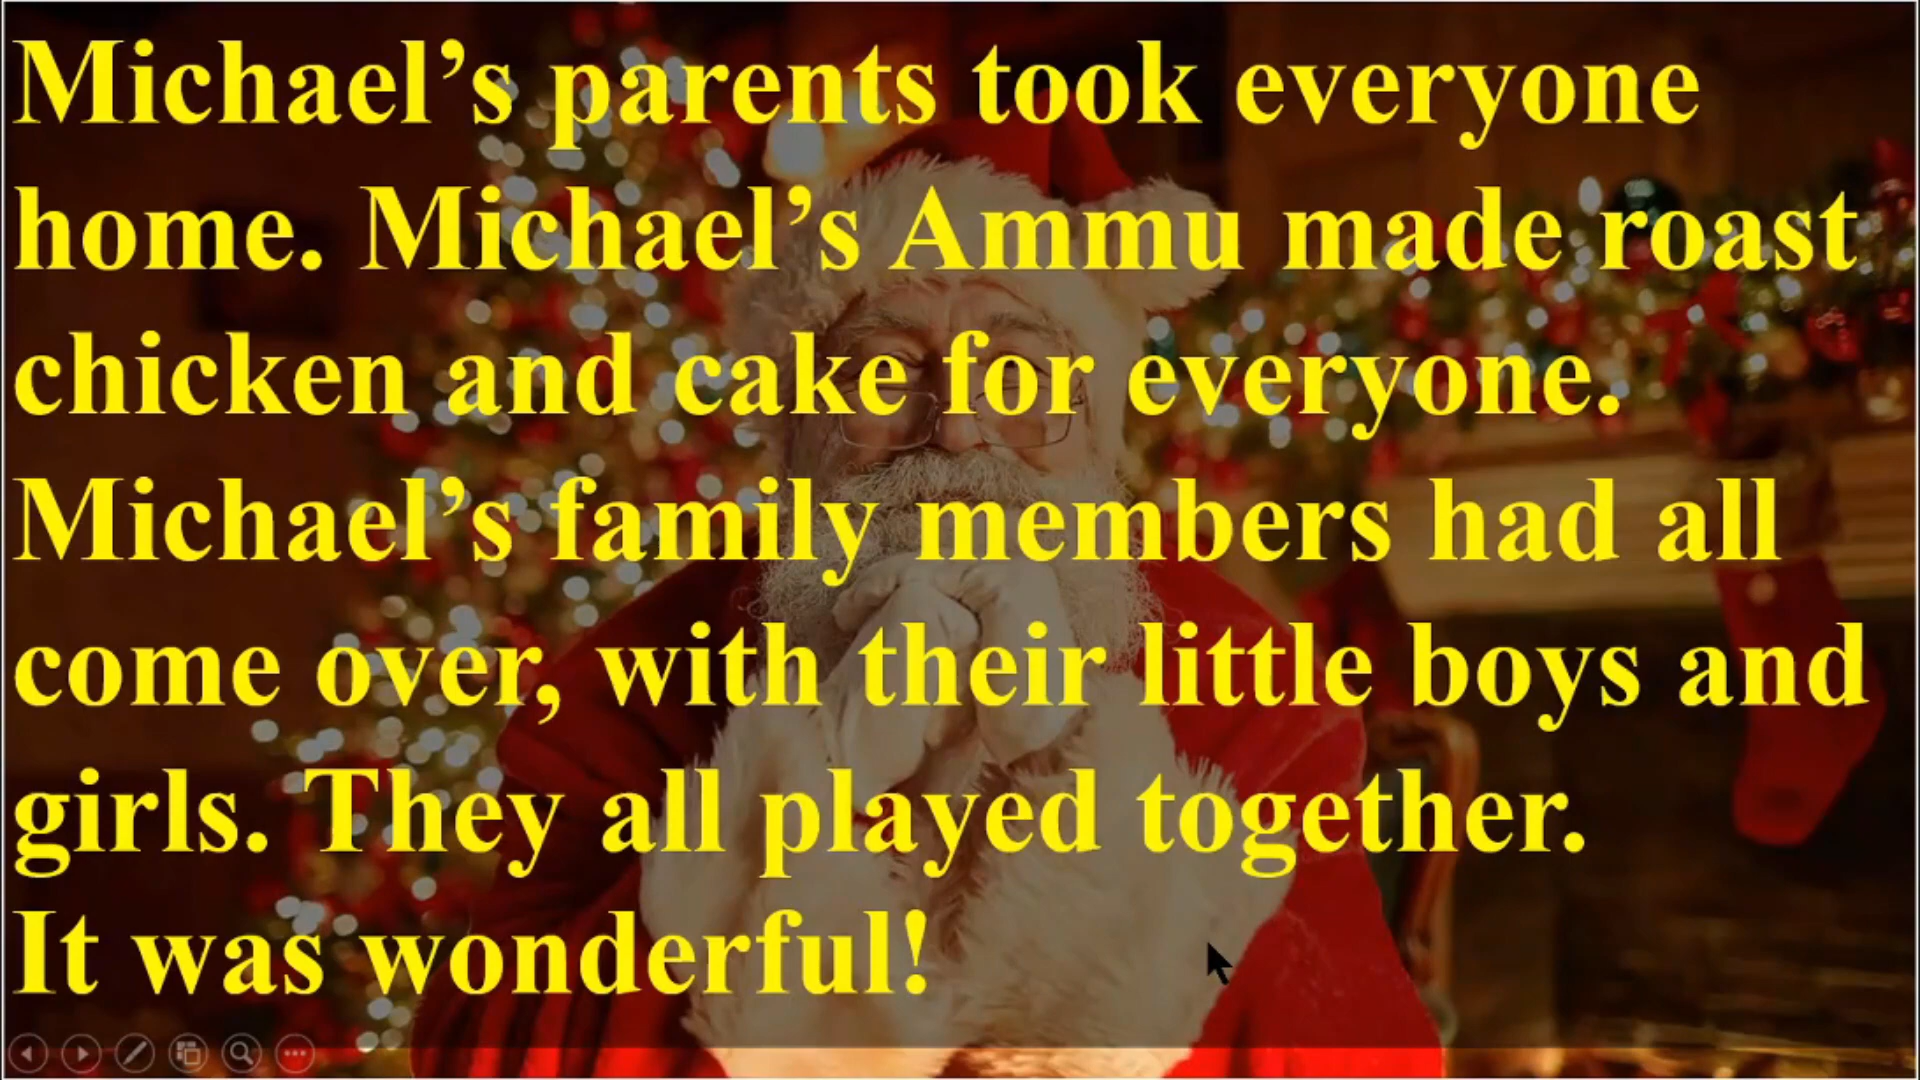 Michael’s parents took everyone
home. Michael’s Ammu made roast
chicken and cake for everyone.
Michael’s family members had all
come over, with their little boys and
girls. They all played together.
It was wonderful!